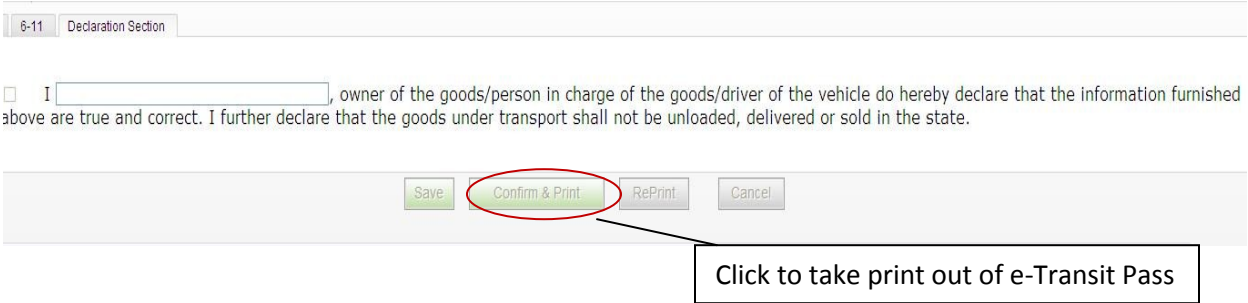 6-11 Declaration Section
I , owner of the goods/person in charge of the goods/driver of the vehicle do hereby declare that the information furnished
above are true and correct. I further declare that the goods under transport shall not be unloaded, delivered or sold in the state.
Save Confirm & Print RePrint Cancel
Click to take print out of e-Transit Pass